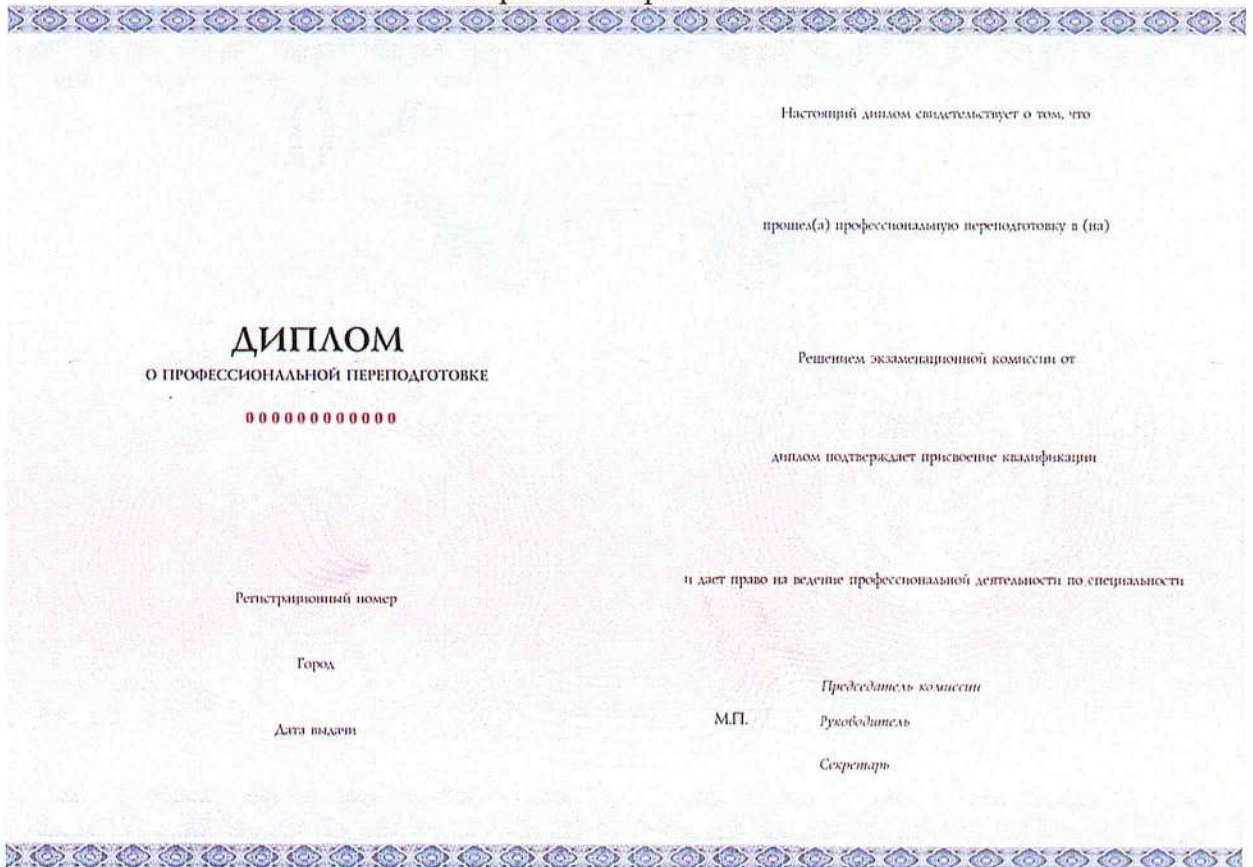 ДИПЛОМ
О ПРОФЕССИОНАЛЬНОЙ ПЕРЕПОДГОТОВКЕ
000000000000
Регистрационный номер
Город
Дата выдачи
Настоящий диплом свидетельствует о том, что
прошел(а) профессиональную переподготовку в (на)
Решением экзаменационной комиссии от
диплом подтверждает присвоение квалификации
и дает право на ведение профессиональной деятельности по специальности
Председатель комиссии
М.П. Руководитель
Секретарь